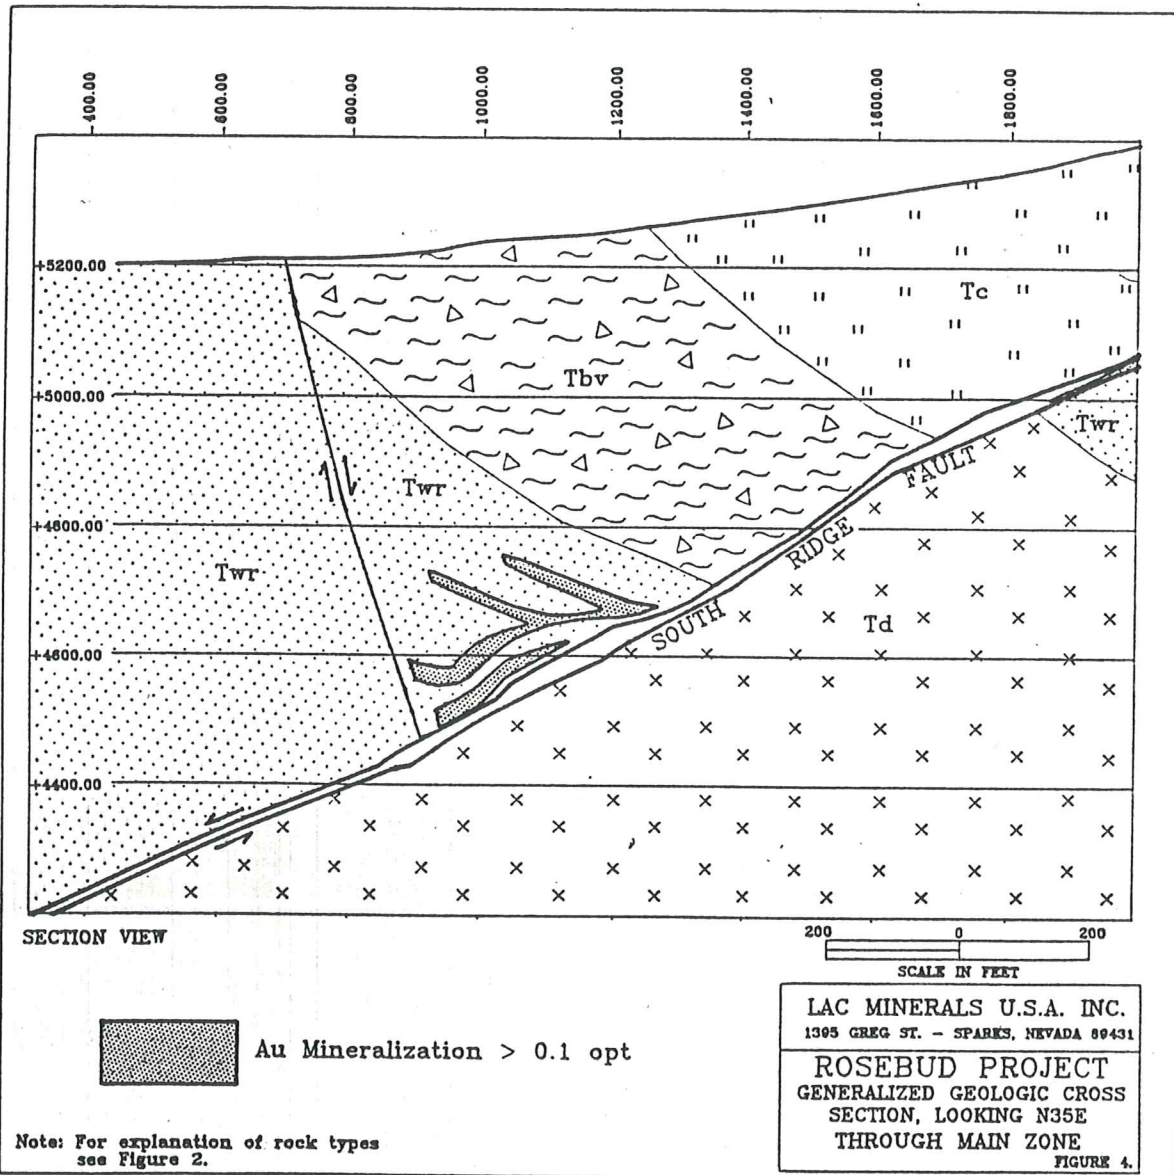 400.00
600.00
800.00
1000.00
1200.00
1400.00
1600.00
1800.00
+5200.00
Tc
Tbv
+5000.00
Twr
FAULT
Twr
+4800.00
RIDGE
Twr
Td
SOUTH
+4600.00
+4400.00
SECTION VIEW
200 0 200
SCALE IN FEET
LAC MINERALS U.S.A. INC.
1395 GREG ST. - SPARKS, NEVADA 89431
ROSEBUD PROJECT
GENERALIZED GEOLOGIC CROSS
SECTION, LOOKING N35E
THROUGH MAIN ZONE
FIGURE 4.
Au Mineralization > 0.1 opt
Note: For explanation of rock types
see Figure 2.